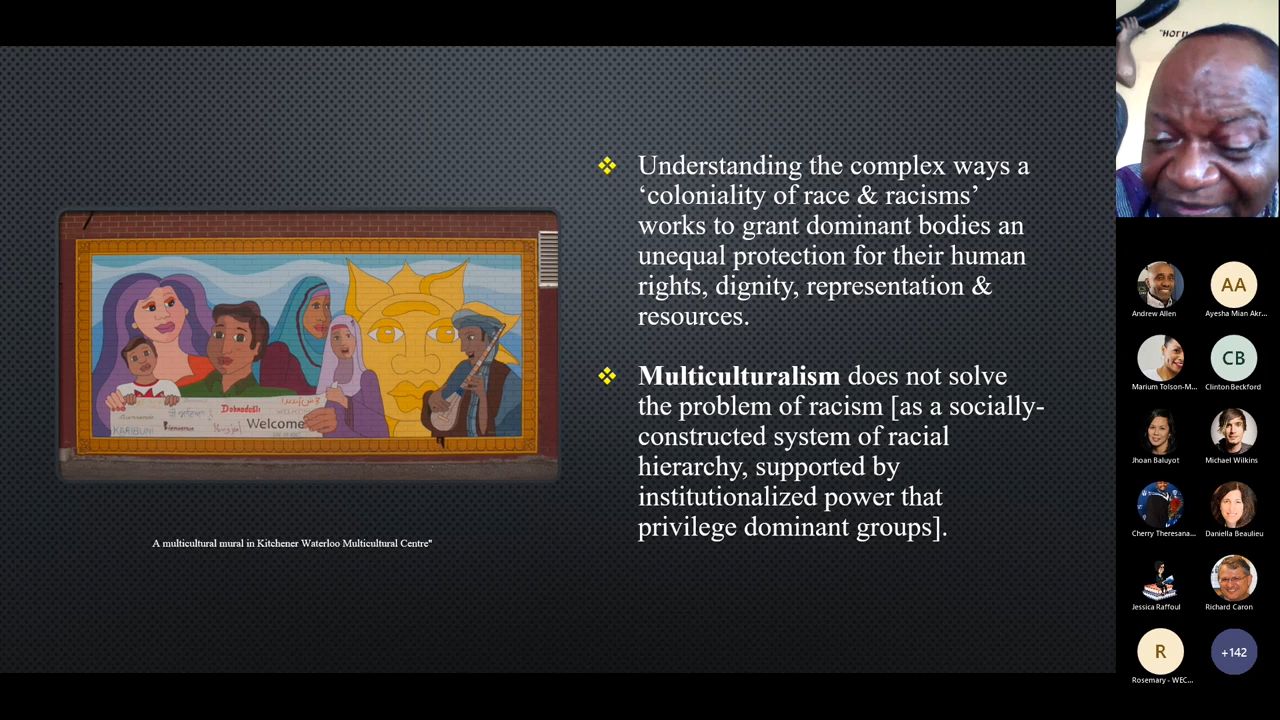 "Horn
❖ Understanding the complex ways a
‘coloniality of race & racisms’
works to grant dominant bodies an
unequal protection for their human
rights, dignity, representation &
resources.
❖ Multiculturalism does not solve
the problem of racism [as a socially-
constructed system of racial
hierarchy, supported by
institutionalized power that
privilege dominant groups].
Dobrodošli
Welcome
KARIBUNI
Bienvenue
A multicultural mural in Kitchener Waterloo Multicultural Centre"
Andrew Allen
Ayesha Mian Akr...
AA
Marium Tolson-M...
CB
Clinton Beckford
Jhoan Baluyot
Michael Wilkins
Cherry Theresana...
Daniella Beaulieu
Jessica Raffoul
Richard Caron
R
Rosemary - WEC...
+142